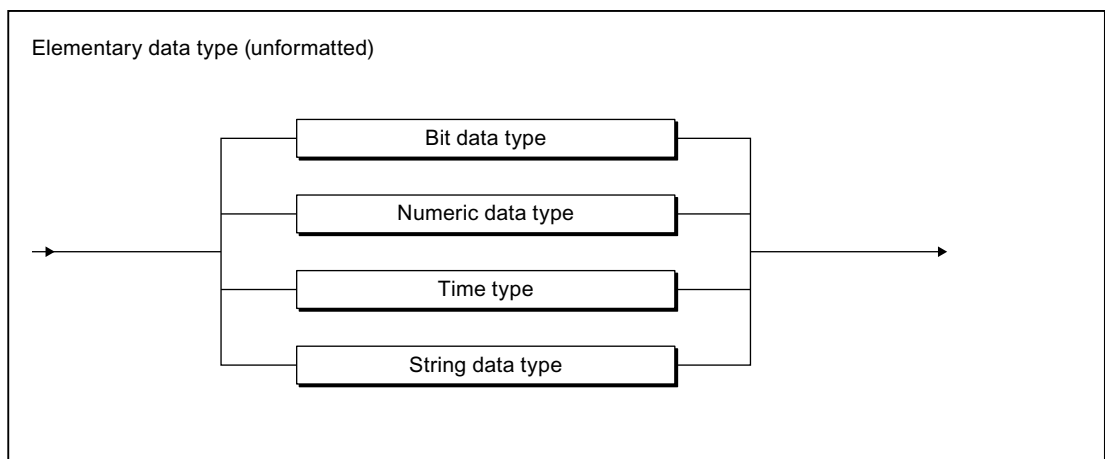 Elementary data type (unformatted)
Bit data type
Numeric data type
Time type
String data type